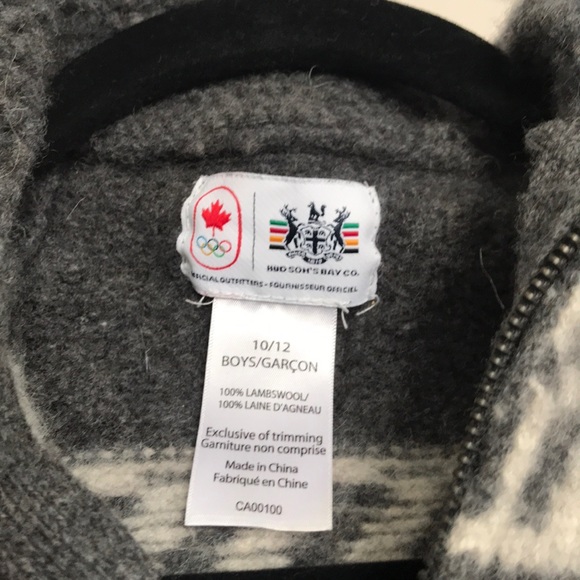 1670
HUDSON'S BAY CO.
OFFICIAL OUTFITTERS - FOURNISSEUR OFFICIEL
10/12
BOYS/GARÇON
100% LAMBSWOOL/
100% LAINE D'AGNEAU
Exclusive of trimming
Garniture non comprise
Made in China
Fabriqué en Chine
CA00100